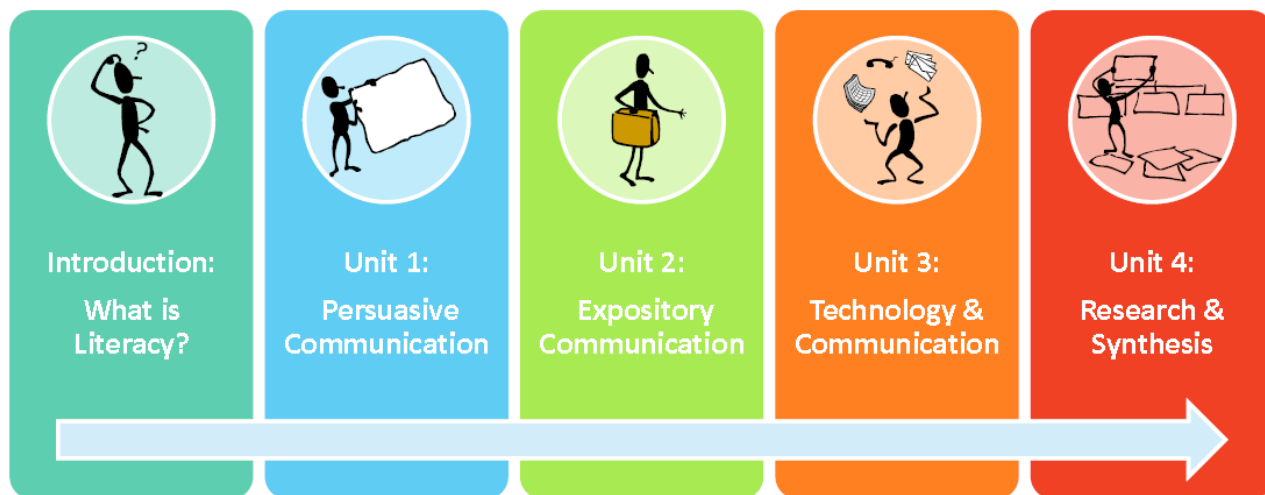 ?
Introduction:
What is
Literacy?
Unit 1:
Persuasive
Communication
Unit 2:
Expository
Communication
Unit 3:
Technology &
Communication
Unit 4:
Research &
Synthesis